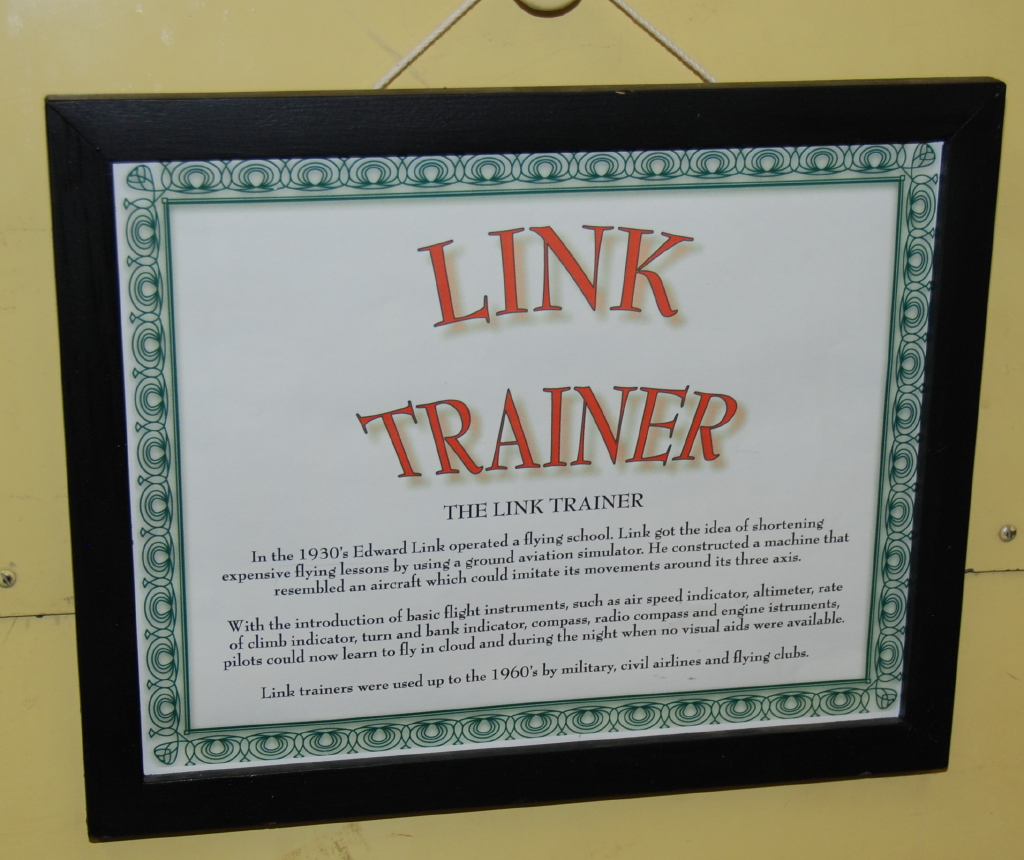 LINK
TRAINER
THE LINK TRAINER
In the 1930's Edward Link operated a flying school. Link got the idea of shortening
expensive flying lessons by using a ground aviation simulator. He constructed a machine that
resembled an aircraft which could imitate its movements around its three axis.
With the introduction of basic flight instruments, such as air speed indicator, altimeter, rate
of climb indicator, turn and bank indicator, compass, radio compass and engine istruments,
pilots could now learn to fly in cloud and during the night when no visual aids were available.
Link trainers were used up to the 1960's by military, civil airlines and flying clubs.